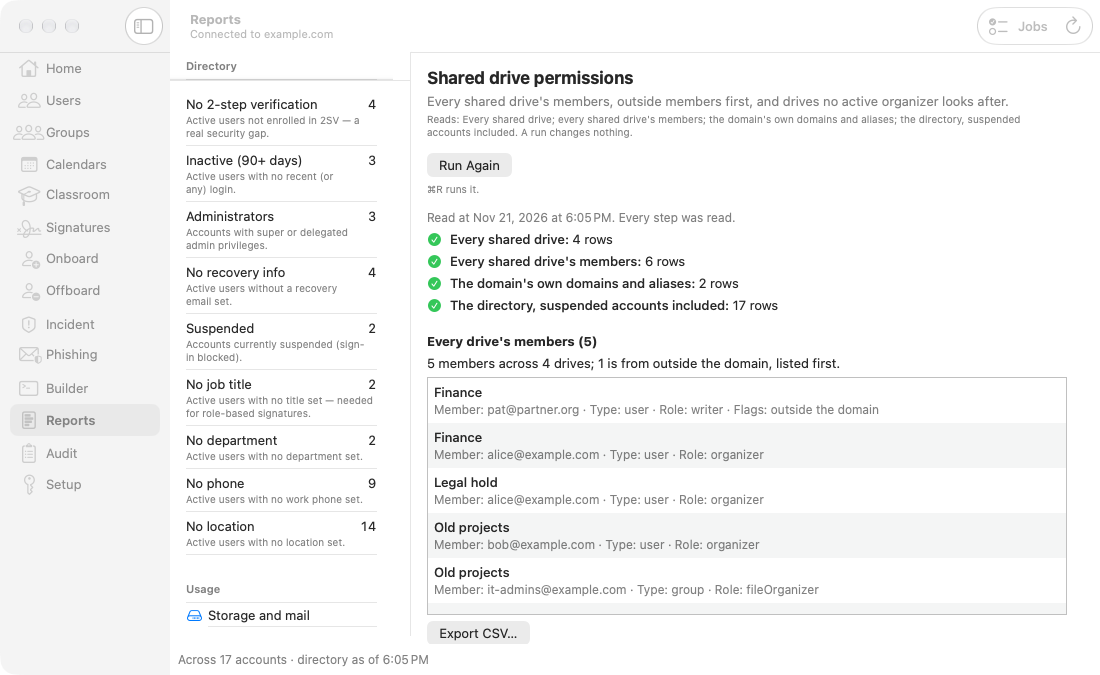 Reports
Connected to example.com
Jobs
Home
Users
Groups
Calendars
Classroom
Signatures
Onboard
Offboard
Incident
Phishing
Builder
Reports
Audit
Setup
Directory
No 2-step verification 4
Active users not enrolled in 2SV — a
real security gap.
Inactive (90+ days) 3
Active users with no recent (or
any) login.
Administrators 3
Accounts with super or delegated
admin privileges.
No recovery info 4
Active users without a recovery
email set.
Suspended 2
Accounts currently suspended (sign-
in blocked).
No job title 2
Active users with no title set — needed
for role-based signatures.
No department 2
Active users with no department set.
No phone 9
Active users with no work phone set.
No location 14
Active users with no location set.
Usage
Storage and mail
Shared drive permissions
Every shared drive's members, outside members first, and drives no active organizer looks after.
Reads: Every shared drive; every shared drive's members; the domain's own domains and aliases; the directory, suspended
accounts included. A run changes nothing.
Run Again
⌘R runs it.
Read at Nov 21, 2026 at 6:05 PM. Every step was read.
Every shared drive: 4 rows
Every shared drive's members: 6 rows
The domain's own domains and aliases: 2 rows
The directory, suspended accounts included: 17 rows
Every drive's members (5)
5 members across 4 drives; 1 is from outside the domain, listed first.
Finance
Member: pat@partner.org · Type: user · Role: writer · Flags: outside the domain
Finance
Member: alice@example.com · Type: user · Role: organizer
Legal hold
Member: alice@example.com · Type: user · Role: organizer
Old projects
Member: bob@example.com · Type: user · Role: organizer
Old projects
Member: it-admins@example.com · Type: group · Role: fileOrganizer
Export CSV...
Across 17 accounts · directory as of 6:05 PM